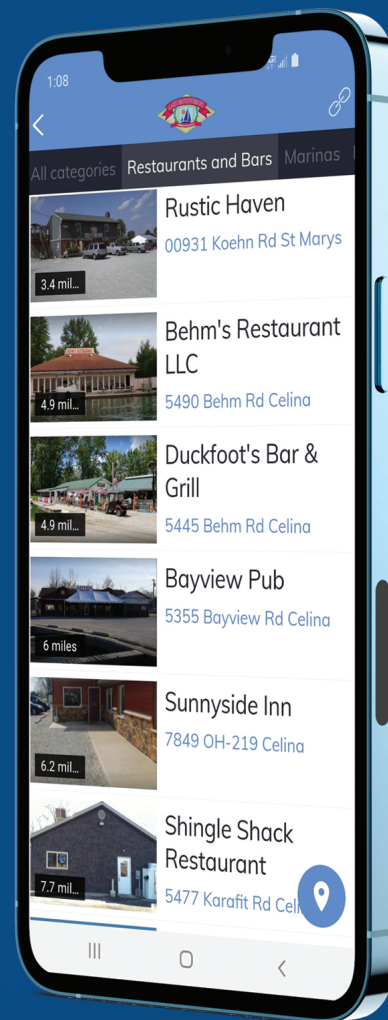 1:08
All categories Restaurants and Bars Marinas
Rustic Haven
00931 Koehn Rd St Marys
3.4 mil...
Behm's Restaurant
LLC
4.9 mil...
5490 Behm Rd Celina
Duckfoot's Bar &
Grill
4.9 mil...
5445 Behm Rd Celina
Bayview Pub
5355 Bayview Rd Celina
6 miles
Sunnyside Inn
7849 OH-219 Celina
6.2 mil...
Shingle Shack
Restaurant
7.7 mil...
5477 Karafit Rd Celi